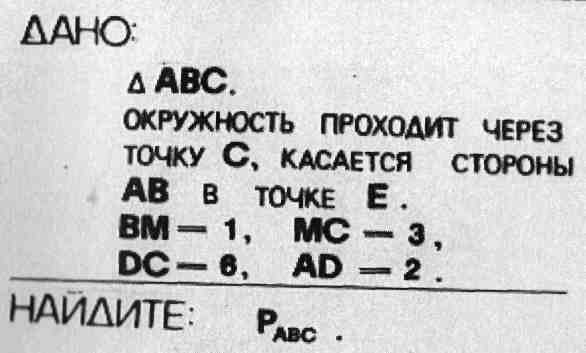 ДАНО:
Δ ABC.
ОКРУЖНОСТЬ ПРОХОДИТ ЧЕРЕЗ
ТОЧКУ C, КАСАЕТСЯ СТОРОНЫ
AB В ТОЧКЕ E.
BM — 1, MC — 3,
DC — 6, AD — 2.
НАЙДИТЕ: P_ABC.